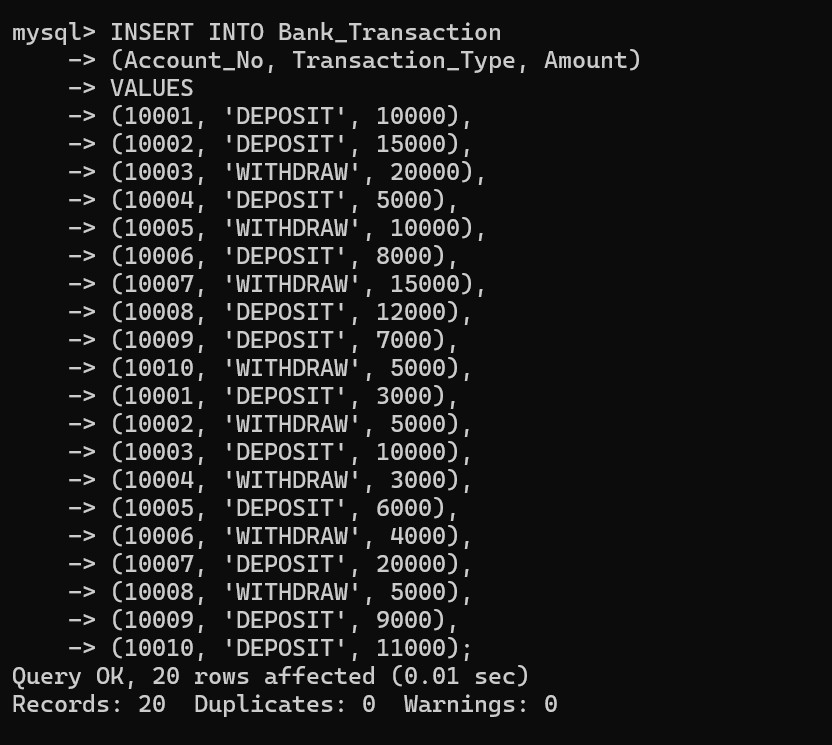 mysql> INSERT INTO Bank_Transaction
    -> (Account_No, Transaction_Type, Amount)
    -> VALUES
    -> (10001, 'DEPOSIT', 10000),
    -> (10002, 'DEPOSIT', 15000),
    -> (10003, 'WITHDRAW', 20000),
    -> (10004, 'DEPOSIT', 5000),
    -> (10005, 'WITHDRAW', 10000),
    -> (10006, 'DEPOSIT', 8000),
    -> (10007, 'WITHDRAW', 15000),
    -> (10008, 'DEPOSIT', 12000),
    -> (10009, 'DEPOSIT', 7000),
    -> (10010, 'WITHDRAW', 5000),
    -> (10001, 'DEPOSIT', 3000),
    -> (10002, 'WITHDRAW', 5000),
    -> (10003, 'DEPOSIT', 10000),
    -> (10004, 'WITHDRAW', 3000),
    -> (10005, 'DEPOSIT', 6000),
    -> (10006, 'WITHDRAW', 4000),
    -> (10007, 'DEPOSIT', 20000),
    -> (10008, 'WITHDRAW', 5000),
    -> (10009, 'DEPOSIT', 9000),
    -> (10010, 'DEPOSIT', 11000);
Query OK, 20 rows affected (0.01 sec)
Records: 20  Duplicates: 0  Warnings: 0